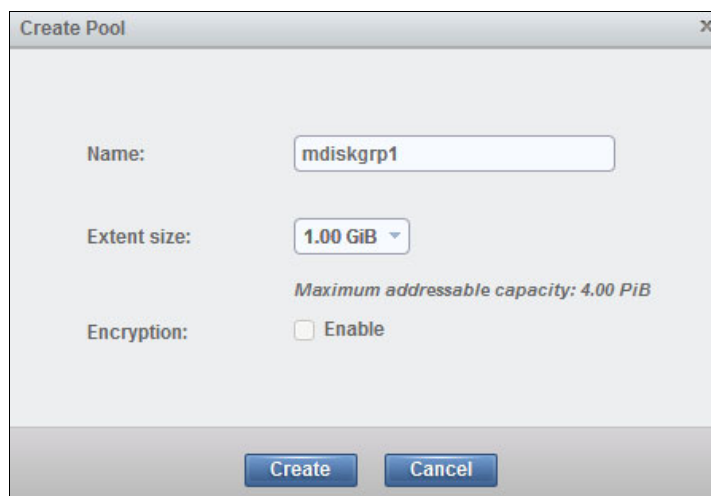 Create Pool x
Name: mdiskgrp1
Extent size: 1.00 GiB
Maximum addressable capacity: 4.00 PiB
Encryption: Enable
Create Cancel